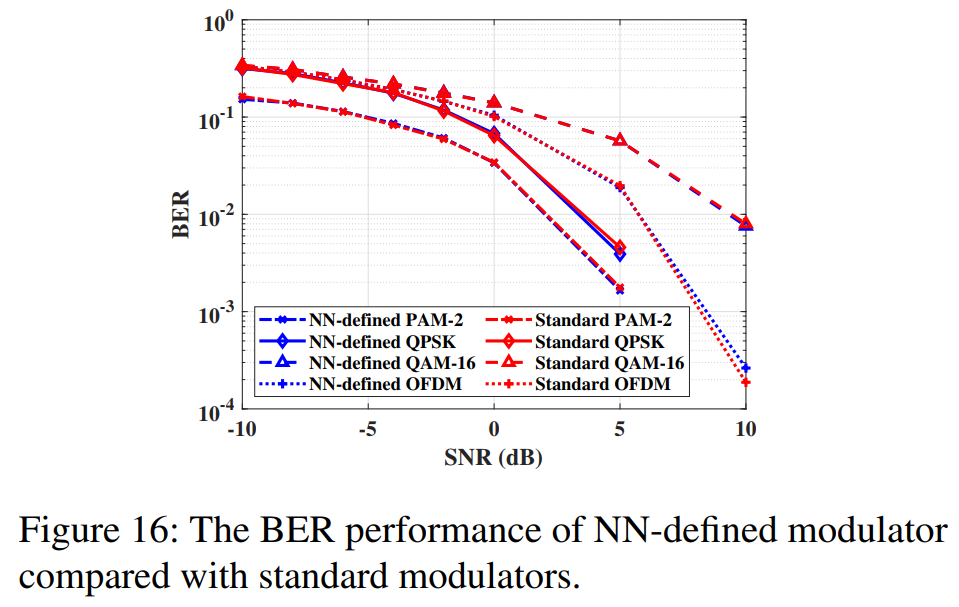 10^0
10^-1
10^-2
10^-3
10^-4
BER
NN-defined PAM-2 Standard PAM-2
NN-defined QPSK Standard QPSK
NN-defined QAM-16 Standard QAM-16
NN-defined OFDM Standard OFDM
-10 -5 0 5 10
SNR (dB)
Figure 16: The BER performance of NN-defined modulator
compared with standard modulators.